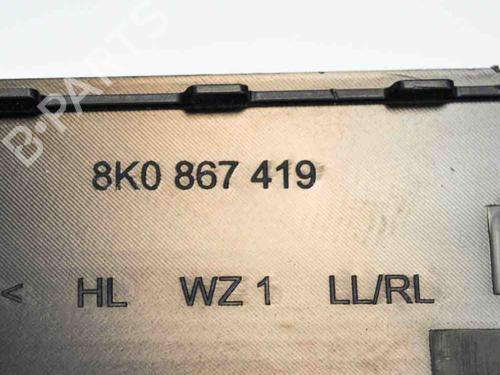 B-PARTS
8K0 867 419
< HL WZ 1 LL/RL